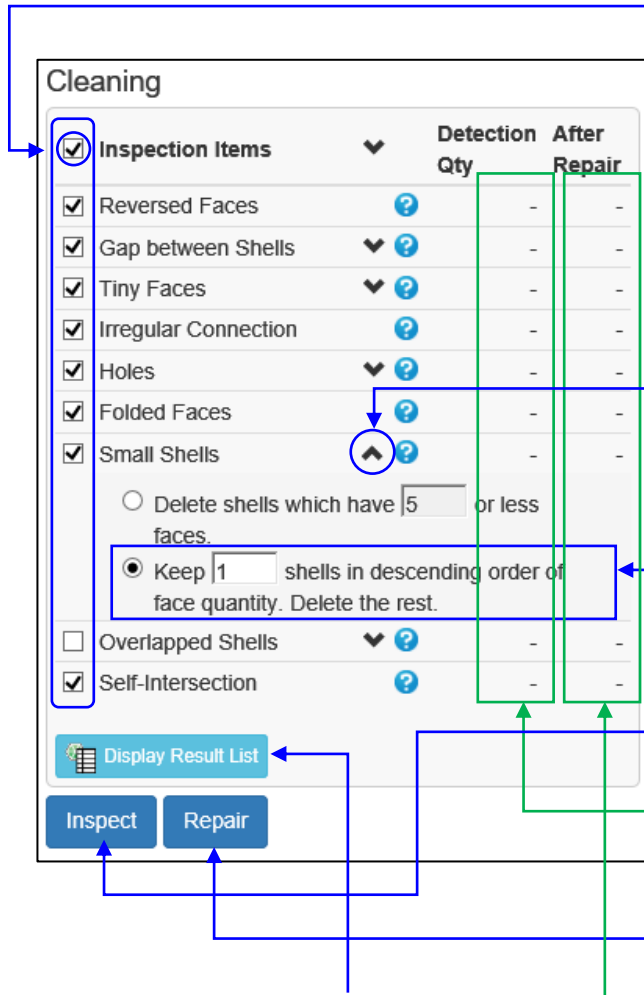 Cleaning
Inspection Items Detection Qty After Repair
Reversed Faces ? - -
Gap between Shells ? - -
Tiny Faces ? - -
Irregular Connection ? - -
Holes ? - -
Folded Faces ? - -
Small Shells ? - -
Delete shells which have 5 or less
faces.
Keep 1 shells in descending order of
face quantity. Delete the rest.
Overlapped Shells ? - -
Self-Intersection ? - -
Display Result List
Inspect Repair